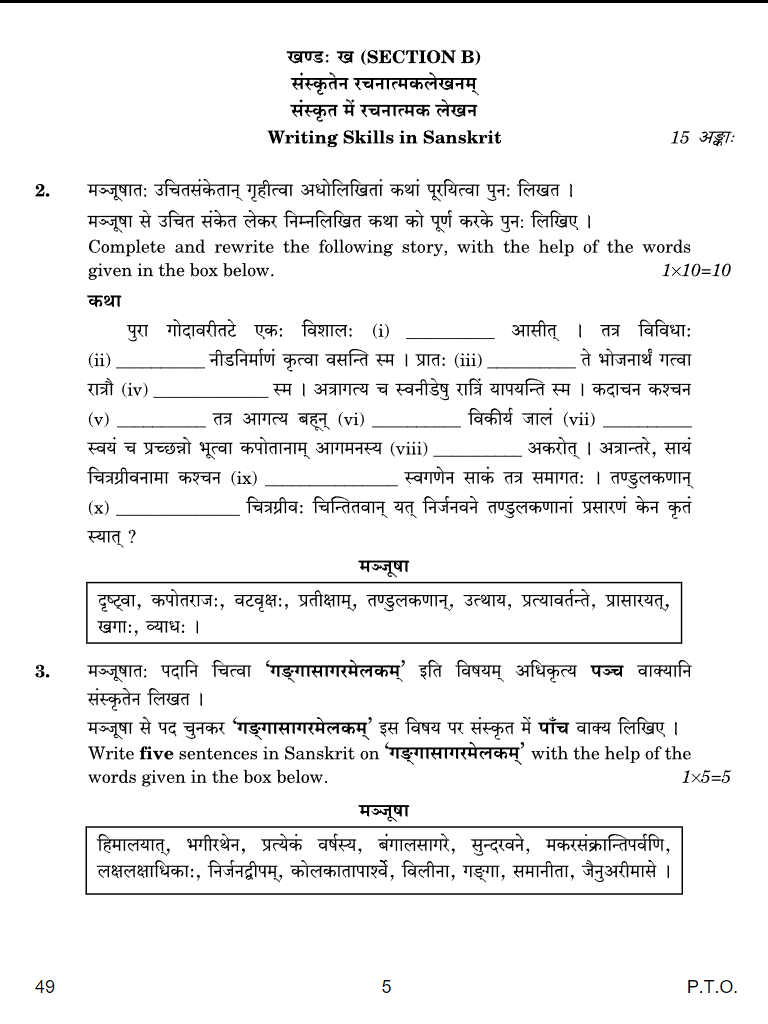 खण्डः ख (SECTION B)
संस्कृतेन रचनात्मकलेखनम्
संस्कृत में रचनात्मक लेखन
Writing Skills in Sanskrit 15 अङ्काः
2. मञ्जूषातः उचितसंकेतान् गृहीत्वा अधोलिखितां कथां पूरयित्वा पुनः लिखत ।
मञ्जूषा से उचित संकेत लेकर निम्नलिखित कथा को पूर्ण करके पुनः लिखिए ।
Complete and rewrite the following story, with the help of the words
given in the box below. 1×10=10
कथा
पुरा गोदावरीतटे एकः विशालः (i) __________ आसीत् । तत्र विविधाः
(ii) __________ नीडनिर्माणं कृत्वा वसन्ति स्म । प्रातः (iii) __________ ते भोजनार्थं गत्वा
रात्रौ (iv) _____________ स्म । अत्रागत्य च स्वनीडेषु रात्रिं यापयन्ति स्म । कदाचन कश्चन
(v) __________ तत्र आगत्य बहून् (vi) __________ विकीर्य जालं (vii) __________
स्वयं च प्रच्छन्नो भूत्वा कपोतानाम् आगमनस्य (viii) __________ अकरोत् । अत्रान्तरे, सायं
चित्रग्रीवनामा कश्चन (ix) _______________ स्वगणेन साकं तत्र समागतः । तण्डुलकणान्
(x) ______________ चित्रग्रीवः चिन्तितवान् यत् निर्जनवने तण्डुलकणानां प्रसारणं केन कृतं
स्यात् ?
मञ्जूषा
दृष्ट्वा, कपोतराजः, वटवृक्षः, प्रतीक्षाम्, तण्डुलकणान्, उत्थाय, प्रत्यावर्तन्ते, प्रासारयत्,
खगाः, व्याधः ।
3. मञ्जूषातः पदानि चित्वा ‘गङ्गासागरमेलकम्’ इति विषयम् अधिकृत्य पञ्च वाक्यानि
संस्कृतेन लिखत ।
मञ्जूषा से पद चुनकर ‘गङ्गासागरमेलकम्’ इस विषय पर संस्कृत में पाँच वाक्य लिखिए ।
Write five sentences in Sanskrit on ‘गङ्गासागरमेलकम्’ with the help of the
words given in the box below. 1×5=5
मञ्जूषा
हिमालयात्, भगीरथेन, प्रत्येकं वर्षस्य, बंगालसागरे, सुन्दरवने, मकरसंक्रान्तिपर्वणि,
लक्षलक्षाधिकाः, निर्जनद्वीपम्, कोलकातापार्श्वे, विलीना, गङ्गा, समानीता, जैनुअरीमासे ।
49 5 P.T.O.